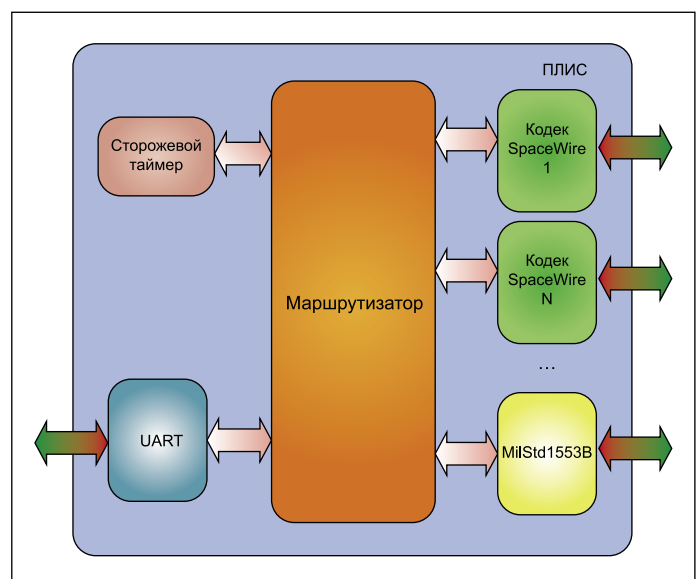 ПЛИС
Сторожевой
таймер
Кодек
SpaceWire
1
Маршрутизатор
Кодек
SpaceWire
N
...
UART
MilStd1553B